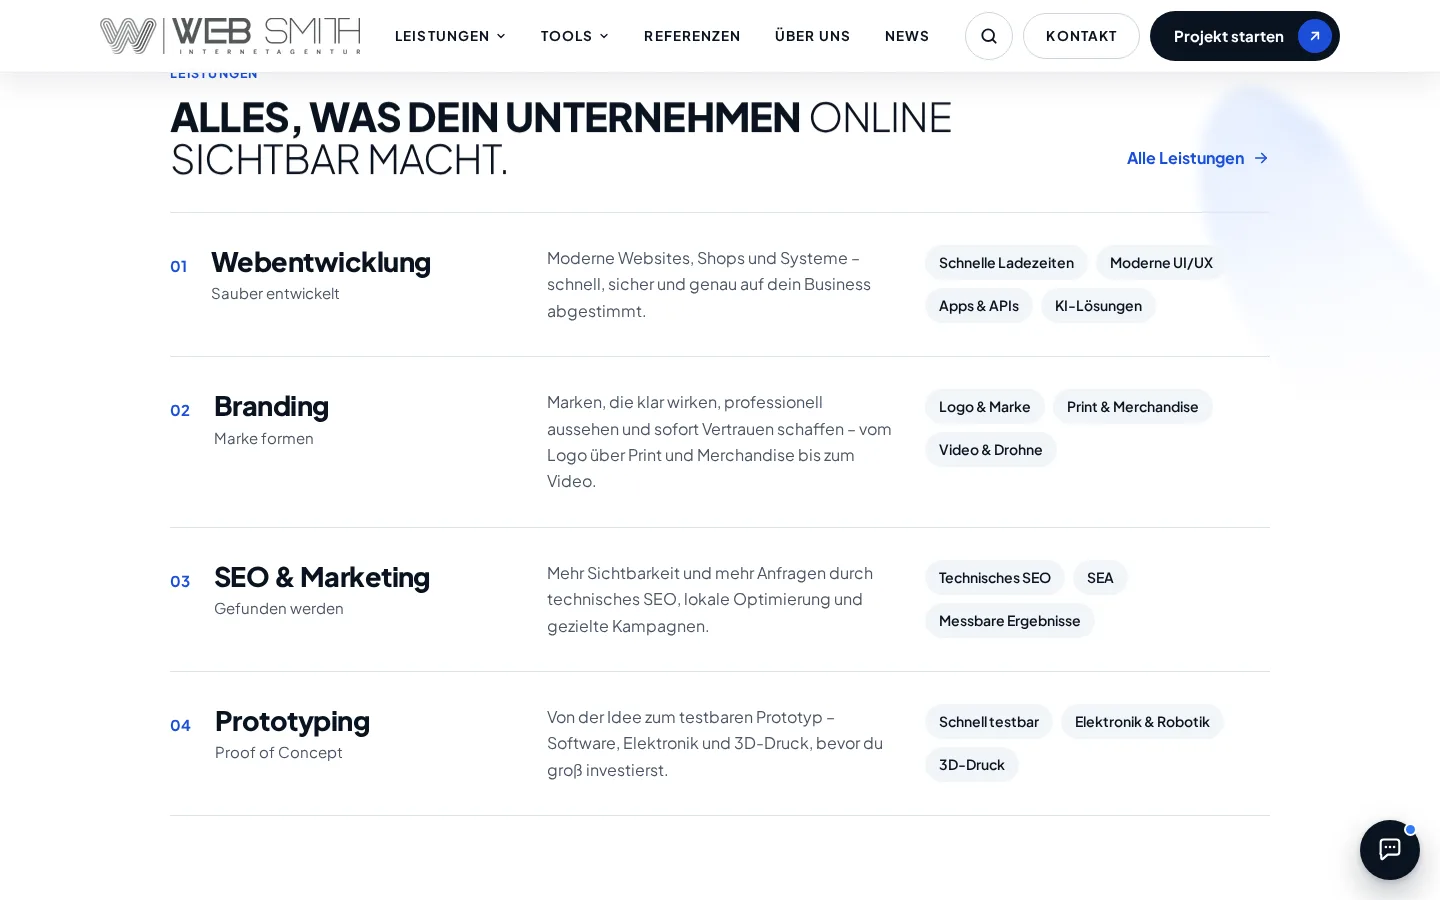 WEB SMITH
INTERNETAGENTUR
LEISTUNGEN
TOOLS
REFERENZEN
ÜBER UNS
NEWS
KONTAKT
Projekt starten
LEISTUNGEN
ALLES, WAS DEIN UNTERNEHMEN ONLINE
SICHTBAR MACHT.
Alle Leistungen
01 Webentwicklung
Sauber entwickelt
Moderne Websites, Shops und Systeme –
schnell, sicher und genau auf dein Business
abgestimmt.
Schnelle Ladezeiten
Moderne UI/UX
Apps & APIs
KI-Lösungen
02 Branding
Marke formen
Marken, die klar wirken, professionell
aussehen und sofort Vertrauen schaffen – vom
Logo über Print und Merchandise bis zum
Video.
Logo & Marke
Print & Merchandise
Video & Drohne
03 SEO & Marketing
Gefunden werden
Mehr Sichtbarkeit und mehr Anfragen durch
technisches SEO, lokale Optimierung und
gezielte Kampagnen.
Technisches SEO
SEA
Messbare Ergebnisse
04 Prototyping
Proof of Concept
Von der Idee zum testbaren Prototyp –
Software, Elektronik und 3D-Druck, bevor du
groß investierst.
Schnell testbar
Elektronik & Robotik
3D-Druck